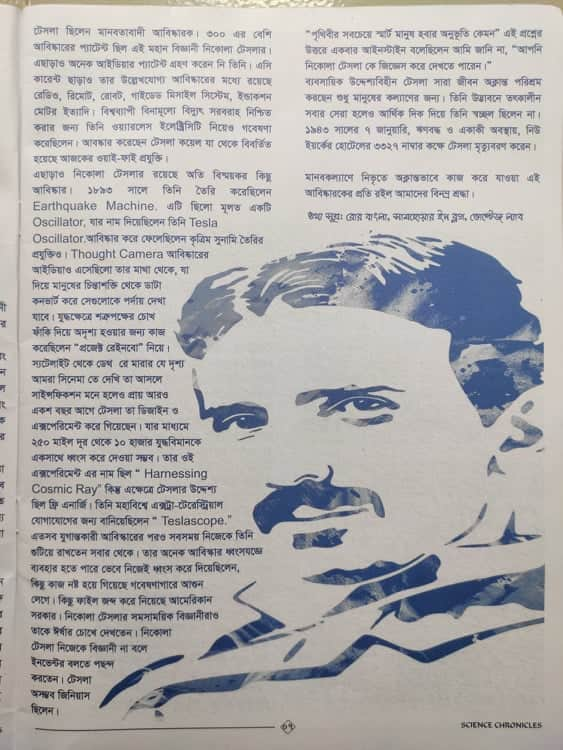 টেসলা ছিলেন মানবতাবাদী আবিষ্কারক। ৩০০ এর বেশি
আবিষ্কারের প্যাটেন্ট ছিল এই মহান বিজ্ঞানী নিকোলা টেসলার।
এছাড়াও অনেক আইডিয়ার প্যাটেন্ট গ্রহণ করেন নি তিনি। এসি
কারেন্ট ছাড়াও তার উল্লেখযোগ্য আবিষ্কারের মধ্যে রয়েছে
রেডিও, রিমোট, রোবট, গাইডেড মিসাইল সিস্টেম, ইন্ডাকশন
মোটর ইত্যাদি। বিশ্বব্যাপী বিনামূল্যে বিদ্যুৎ সরবরাহ নিশ্চিত
করার জন্য তিনি ওয়্যারলেস ইলেক্ট্রিসিটি নিয়েও গবেষণা
করেছিলেন। আবষ্কার করছেন টেসলা কয়েল যা থেকে বিবর্তিত
হয়েছে আজকের ওয়াই-ফাই প্রযুক্তি।
এছাড়াও নিকোলা টেসলার রয়েছে অতি বিস্ময়কর কিছু
আবিষ্কার। ১৮৯৩ সালে তিনি তৈরি করেছিলেন
Earthquake Machine. এটি ছিলো মূলত একটি
Oscillator, যার নাম দিয়েছিলেন তিনি Tesla
Oscillator.আবিষ্কার করে ফেলেছিলেন কৃত্রিম সুনামি তৈরির
প্রযুক্তিও। Thought Camera আবিষ্কারের
আইডিয়াও এসেছিলো তার মাথা থেকে, যা
দিয়ে মানুষের চিন্তাশক্তি থেকে ডাটা
কনভার্ট করে সেগুলোকে পর্দায় দেখা
যাবে। যুদ্ধক্ষেত্রে শত্রুপক্ষের চোখ
ফাঁকি দিয়ে অদৃশ্য হওয়ার জন্য কাজ
করেছিলেন "প্রজেক্ট রেইনবো" নিয়ে।
স্যটেলাইট থেকে ডেথ রে মারার যে দৃশ্য
আমরা সিনেমা তে দেখি তা আসলে
সাইন্সফিকশন মনে হলেও প্রায় আরও
একশ বছর আগে টেসলা তা ডিজাইন ও
এক্সপেরিমেন্ট করে গিয়েছেন। যার মাধ্যমে
২৫০ মাইল দূর থেকে ১০ হাজার যুদ্ধবিমানকে
একসাথে ধ্বংস করে দেওয়া সম্ভব। তার ওই
এক্সপেরিমেন্ট এর নাম ছিল " Harnessing
Cosmic Ray" কিন্তু এক্ষেত্রে টেসলার উদ্দেশ্য
ছিল ফ্রি এনার্জি। তিনি মহাবিশ্বে এক্সট্রা-টেরেস্ট্রিয়াল
যোগাযোগের জন্য বানিয়েছিলেন " Teslascope."
এতসব যুগান্তকারী আবিষ্কারের পরও সবসময় নিজেকে তিনি
গুটিয়ে রাখতেন সবার থেকে। তার অনেক আবিষ্কার ধ্বংসযজ্ঞে
ব্যবহার হতে পারে ভেবে নিজেই ধ্বংস করে দিয়েছিলেন,
কিছু কাজ নষ্ট হয়ে গিয়েছে গবেষণাগারে আগুন
লেগে। কিছু ফাইল জব্দ করে নিয়েছে আমেরিকান
সরকার। নিকোলা টেসলার সমসাময়িক বিজ্ঞানীরাও
তাকে ঈর্ষার চোখে দেখতেন। নিকোলা
টেসলা নিজেকে বিজ্ঞানী না বলে
ইনভেন্টর বলতে পছন্দ
করতেন। টেসলা
অসম্ভব জিনিয়াস
ছিলেন।
"পৃথিবীর সবচেয়ে স্মার্ট মানুষ হবার অনুভূতি কেমন" এই প্রশ্নের
উত্তরে একবার আইনস্টাইন বলেছিলেন আমি জানি না, "আপনি
নিকোলা টেসলা কে জিজ্ঞেস করে দেখতে পারেন।"
ব্যবসায়িক উদ্দেশ্যবিহীন টেসলা সারা জীবন অক্লান্ত পরিশ্রম
করছেন শুধু মানুষের কল্যাণের জন্য। তিনি উদ্ভাবনে তৎকালীন
সবার সেরা হলেও আর্থিক দিক দিয়ে তিনি স্বচ্ছল ছিলেন না।
১৯৪৩ সালের ৭ জানুয়ারি, ঋণবদ্ধ ও একাকী অবস্থায়, নিউ
ইয়র্কের হোটেলের ৩৩২৭ নাম্বার কক্ষে টেসলা মৃত্যুবরণ করেন।
মানবকল্যাণে নিভৃতে অক্লান্তভাবে কাজ করে যাওয়া এই
আবিষ্কারকের প্রতি রইল আমাদের বিনম্র শ্রদ্ধা।
তথ্য সূত্রঃ রোর বাংলা, সামহোয়ার ইন ব্লগ,
SCIENCE CHRONICLES